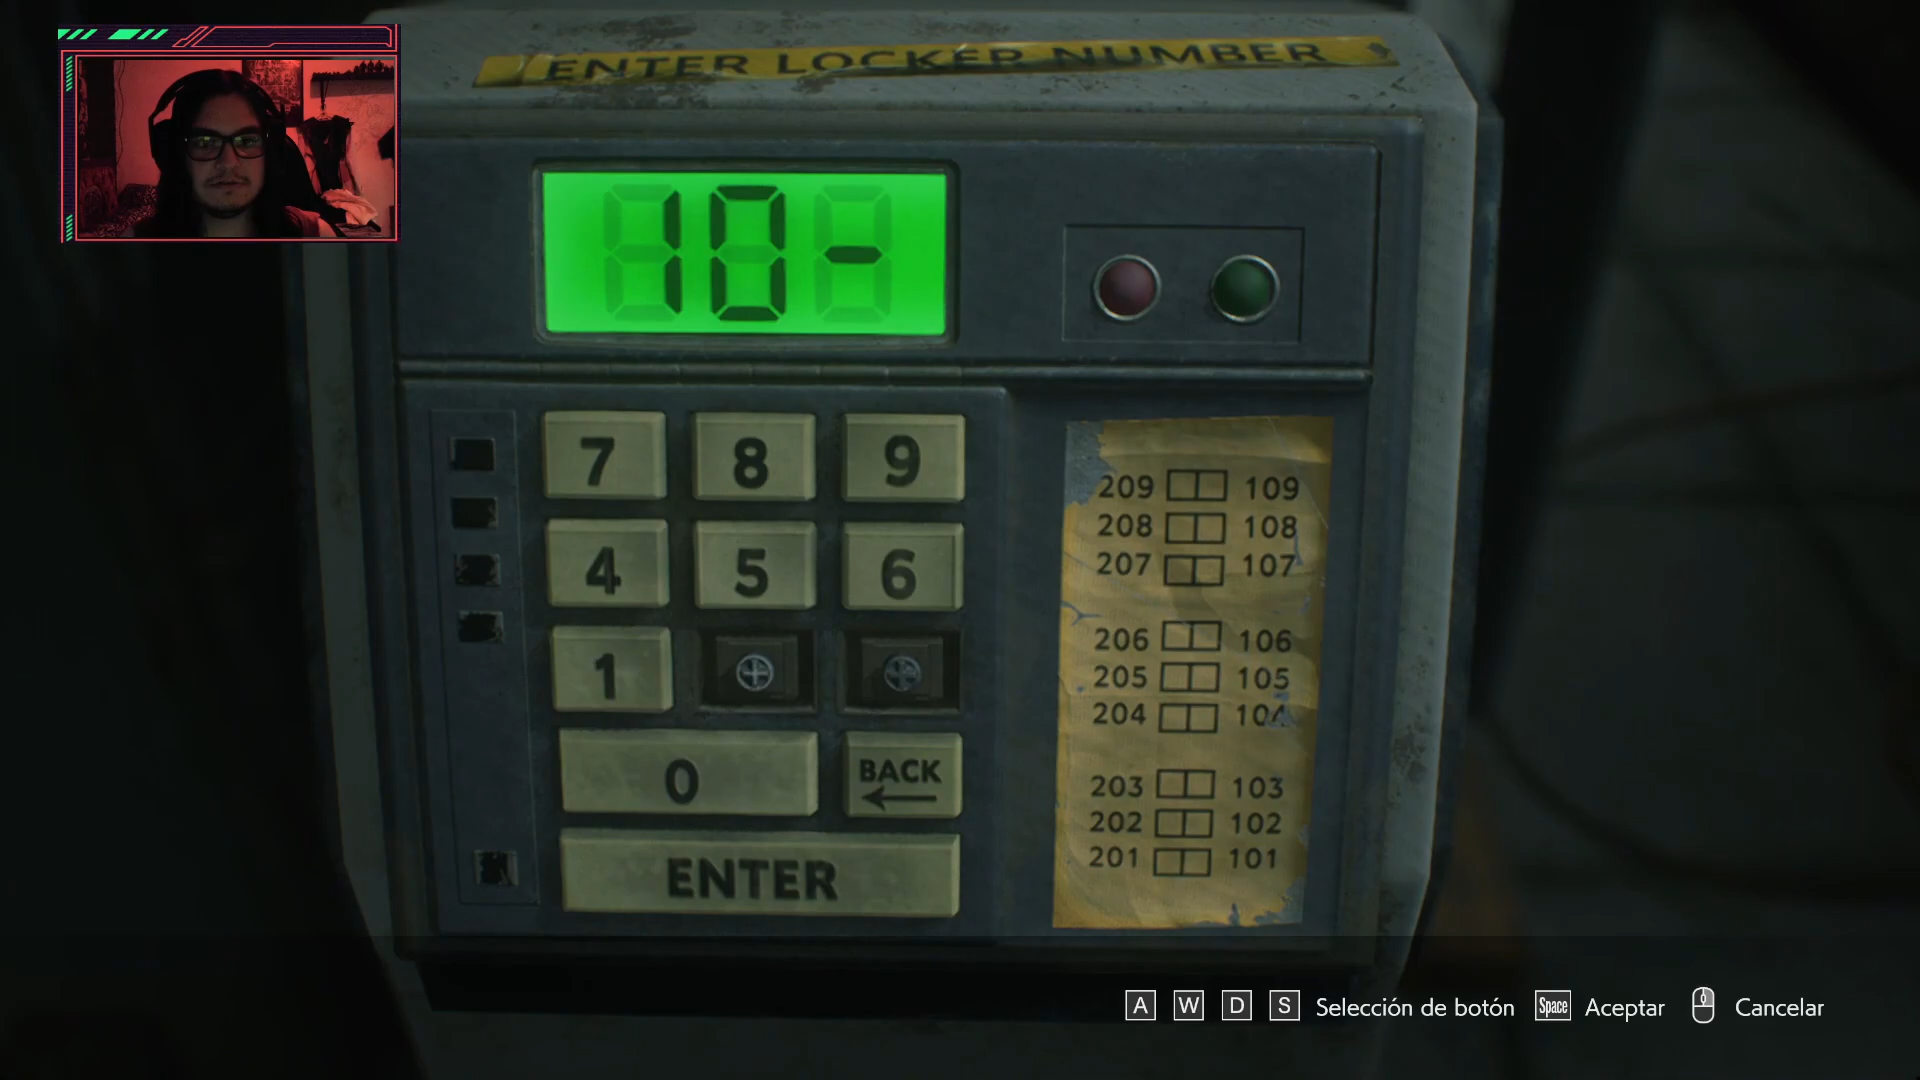 ENTER LOCKER NUMBER
10-
7 8 9
4 5 6
1
0 BACK
ENTER
209 109
208 108
207 107
206 106
205 105
204 104
203 103
202 102
201 101
A W D S Selección de botón Space Aceptar Cancelar